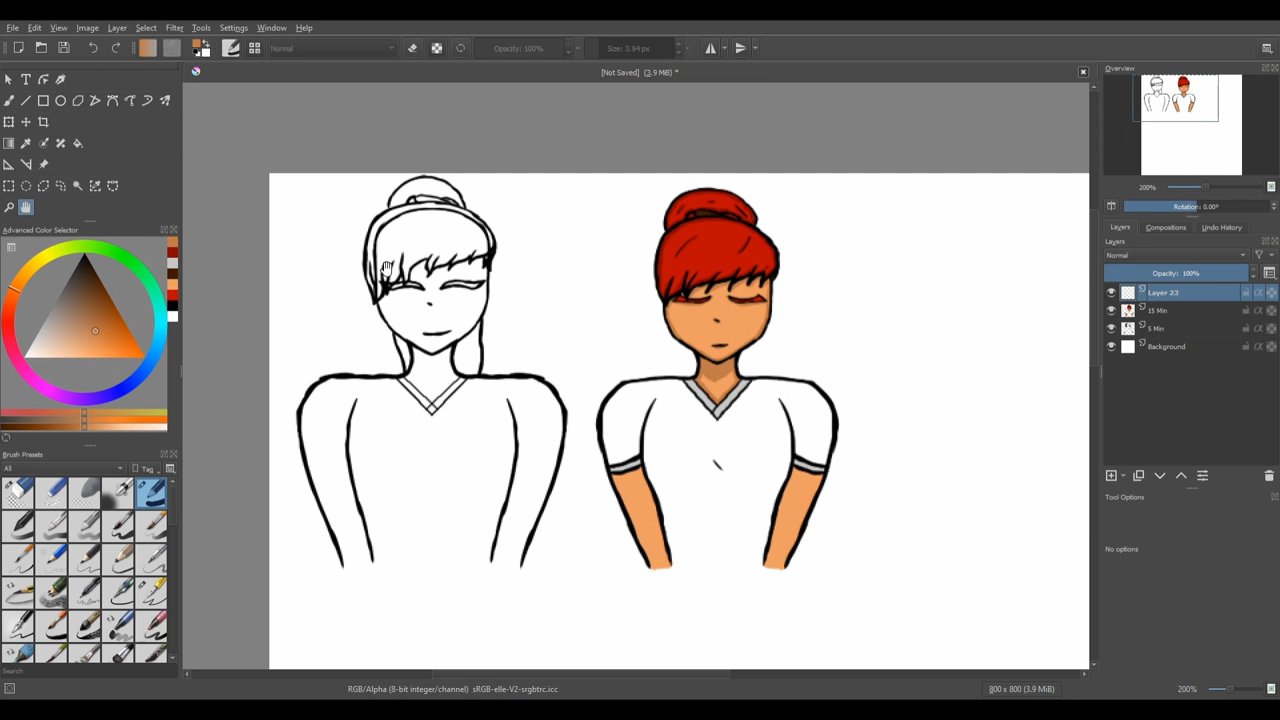 File Edit View Image Layer Select Filter Tools Settings Window Help
Normal Opacity: 100% Size: 3.94 px
[Not Saved] (3.9 MiB) *
Overview
200%
Rotation: 0.00°
Layers Compositions Undo History
Layers
Normal
Opacity: 100%
Layer 23
15 Min
5 Min
Background
Tool Options
No options
Advanced Color Selector
Brush Presets
All Tag
Search
RGB/Alpha (8-bit integer/channel) sRGB-elle-V2-srgbtrc.icc 800 x 800 (3.9 MiB) 200%